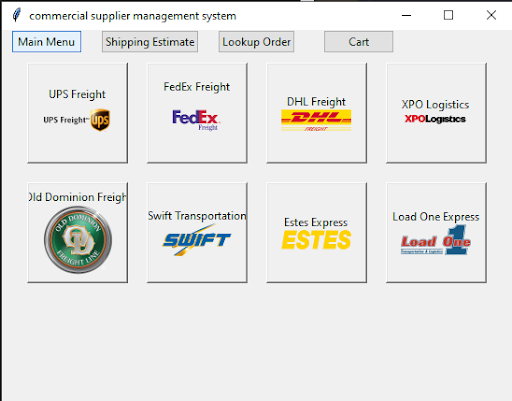 commercial supplier management system
Main Menu
Shipping Estimate
Lookup Order
Cart
UPS Freight
UPS Freight™ ups
FedEx Freight
FedEx
Freight
DHL Freight
DHL
FREIGHT
XPO Logistics
XPOLogistics
Old Dominion Freigh
OLD DOMINION
FREIGHT LINE
Swift Transportation
SWIFT
Estes Express
ESTES
Load One Express
Load One 1
Transportation & Logistics